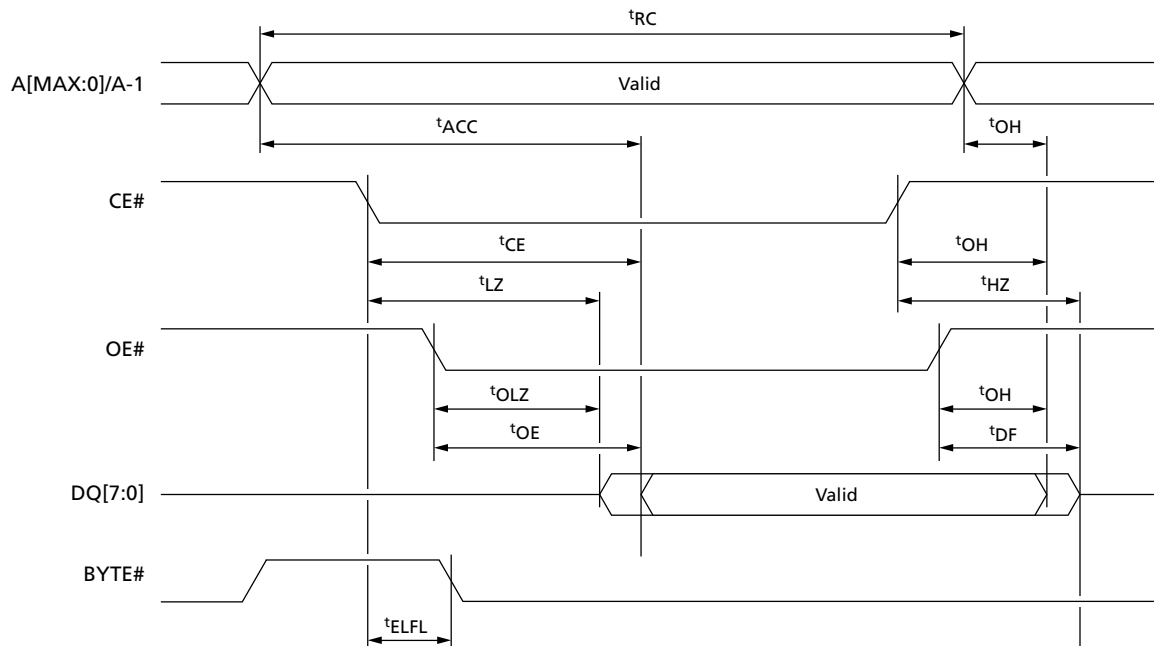 tRC
A[MAX:0]/A-1
Valid
tACC
tOH
CE#
tCE
tOH
tLZ
tHZ
OE#
tOLZ
tOH
tOE
tDF
DQ[7:0]
Valid
BYTE#
tELFL